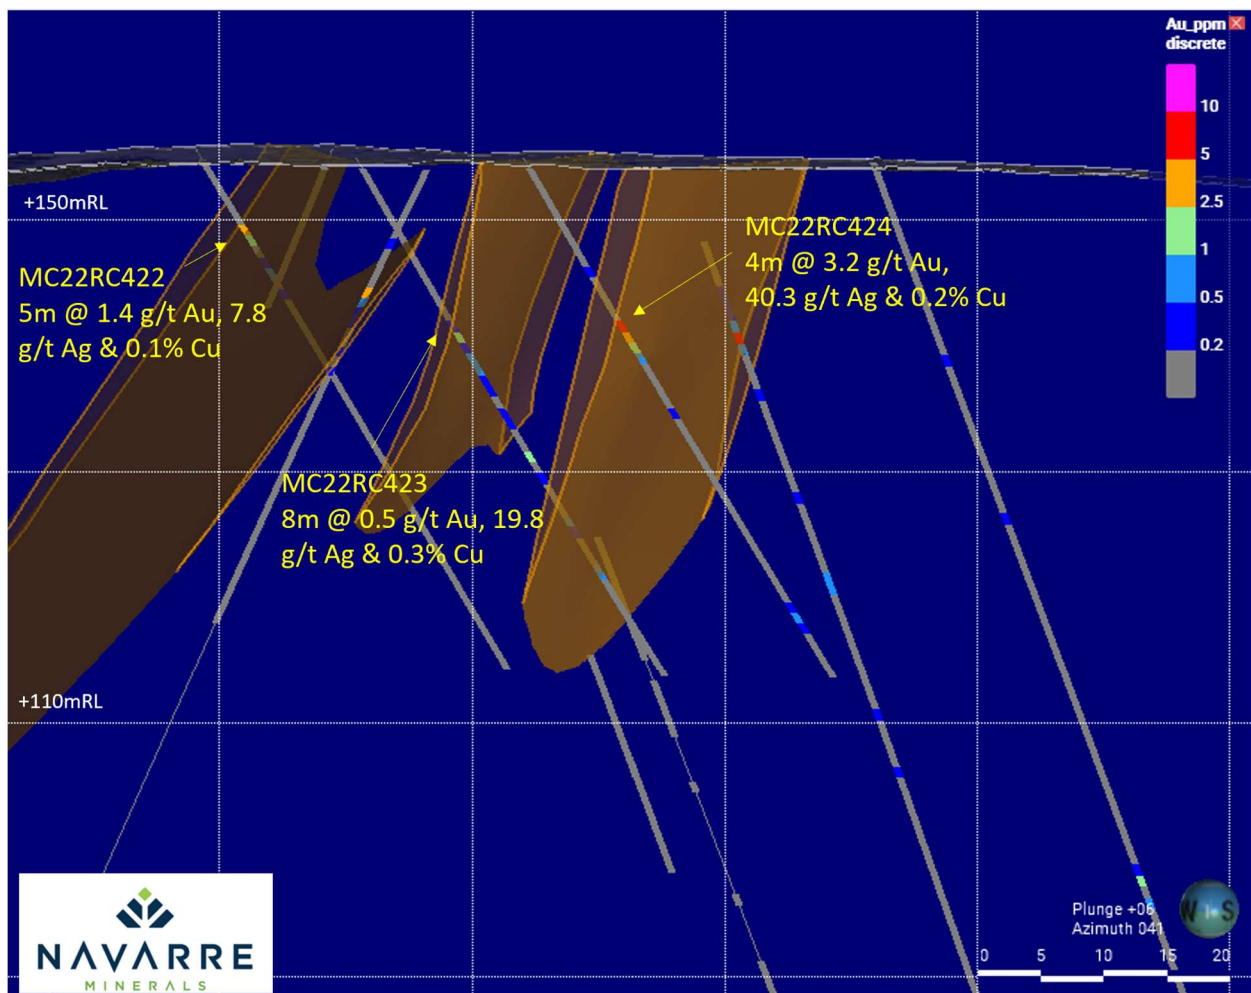 Au_ppm
discrete
10
5
2.5
1
0.5
0.2
+150mRL
MC22RC422
5m @ 1.4 g/t Au, 7.8
g/t Ag & 0.1% Cu
MC22RC424
4m @ 3.2 g/t Au,
40.3 g/t Ag & 0.2% Cu
MC22RC423
8m @ 0.5 g/t Au, 19.8
g/t Ag & 0.3% Cu
+110mRL
NAVARRE
MINERALS
Plunge +06
Azimuth 041
W S
0 5 10 15 20